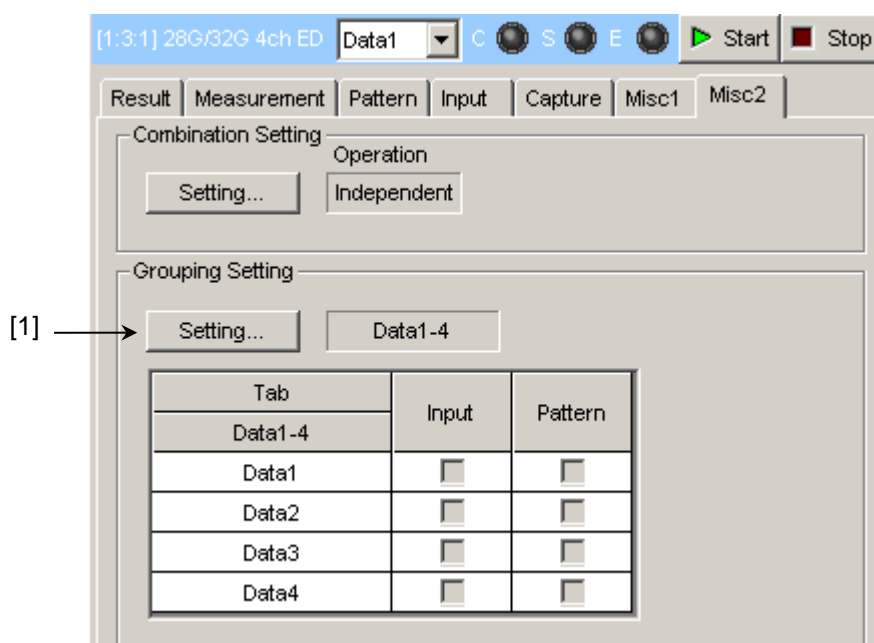 [1:3:1] 28G/32G 4ch ED Data1 C S E Start Stop
Result Measurement Pattern Input Capture Misc1 Misc2
Combination Setting
Operation
Setting... Independent
Grouping Setting
[1] Setting... Data1-4
Tab Input Pattern
Data1-4
Data1
Data2
Data3
Data4